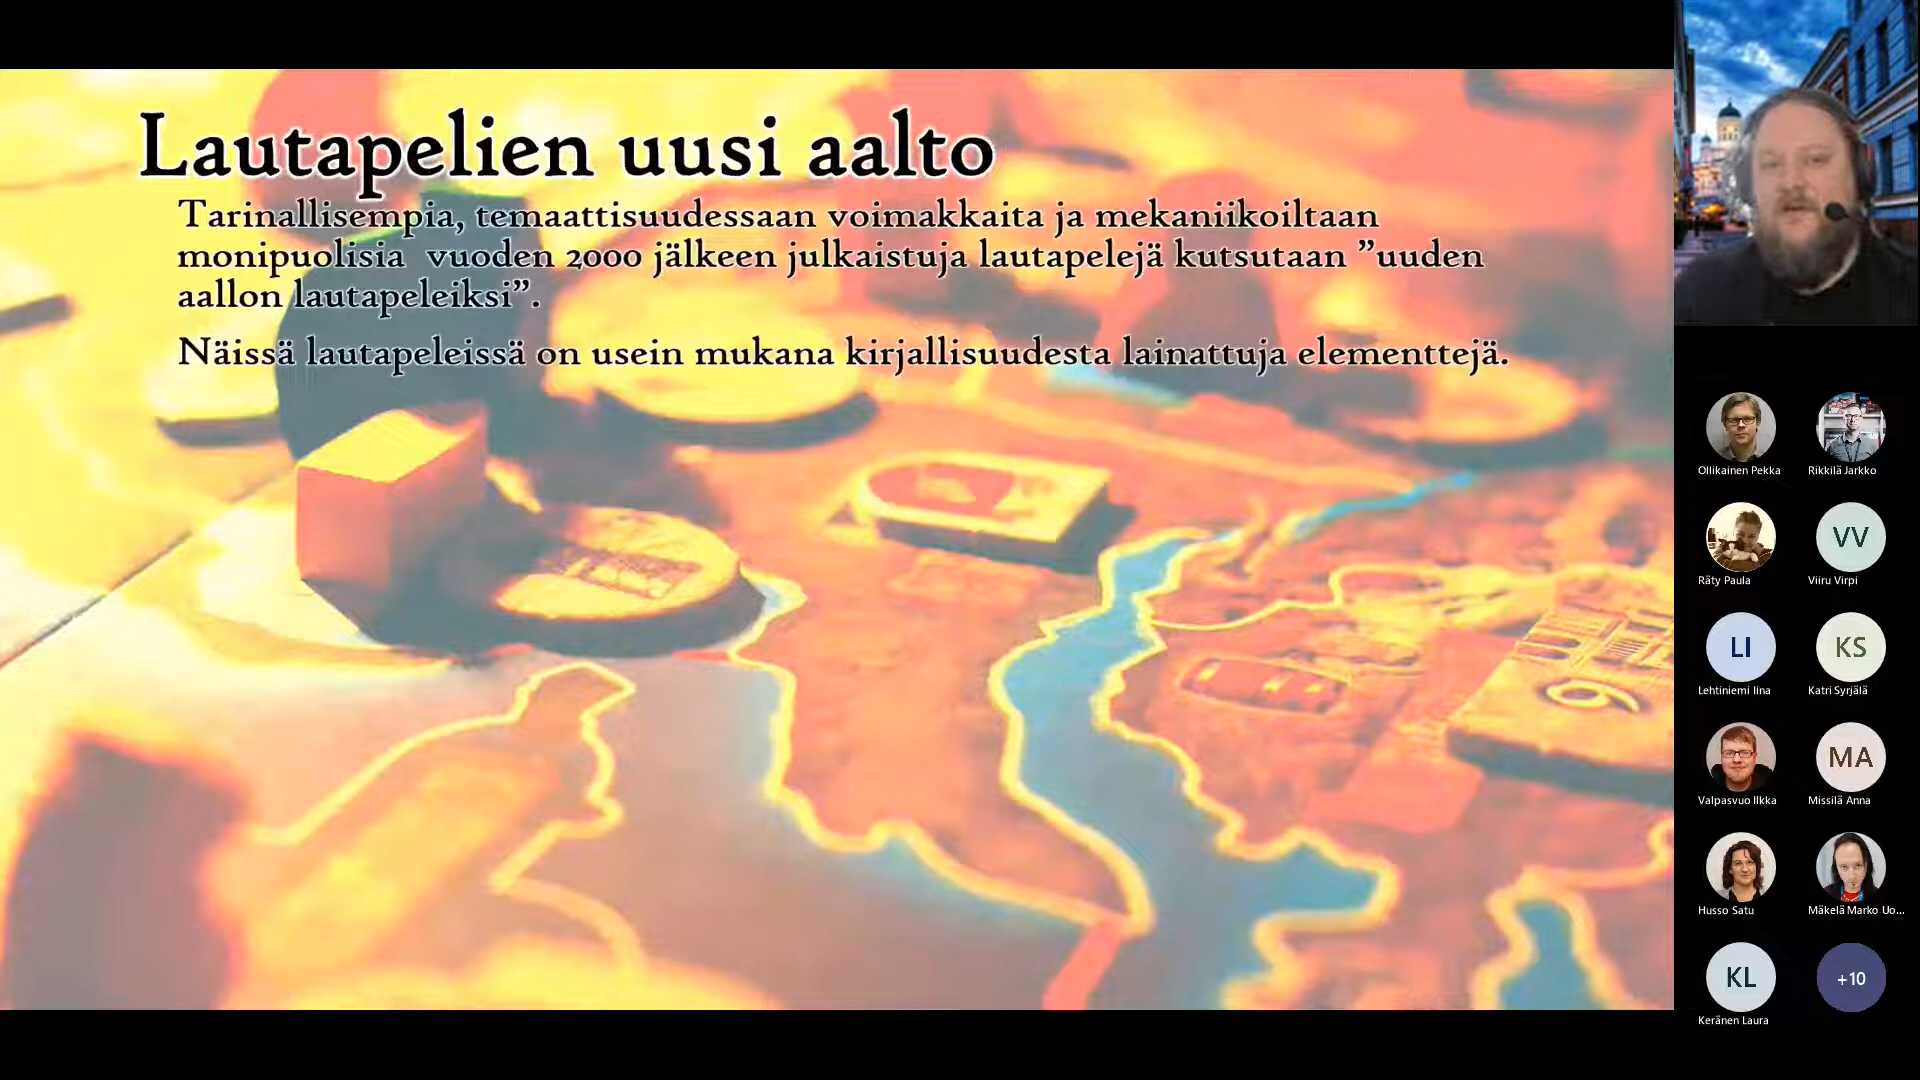 Lautapelien uusi aalto
Tarinallisempia, temaattisuudessaan voimakkaita ja mekaniikoiltaan
monipuolisia vuoden 2000 jälkeen julkaistuja lautapelejä kutsutaan ”uuden
aallon lautapeleiksi”.
Näissä lautapeleissä on usein mukana kirjallisuudesta lainattuja elementtejä.
9
Ollikainen Pekka
Rikkilä Jarkko
Räty Paula
VV
Viiru Virpi
LI
Lehtiniemi Iina
KS
Katri Syrjälä
Valpasvuo Ilkka
MA
Missilä Anna
Husso Satu
Mäkelä Marko Uo...
KL
Keränen Laura
+10